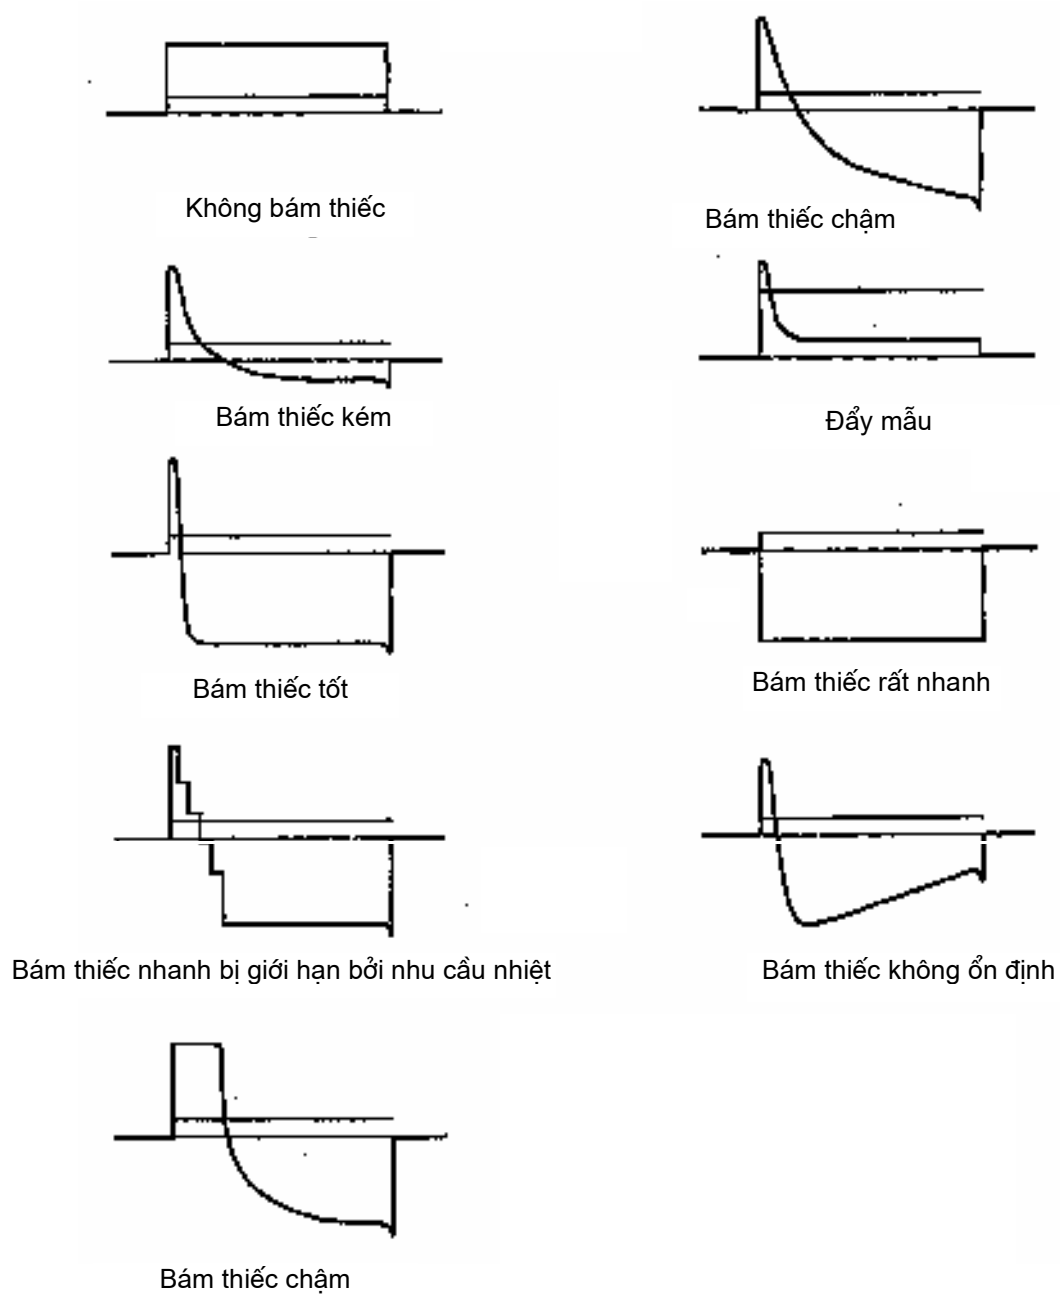 Không bám thiếc
Bám thiếc chậm
Bám thiếc kém
Đẩy mẫu
Bám thiếc tốt
Bám thiếc rất nhanh
Bám thiếc nhanh bị giới hạn bởi nhu cầu nhiệt
Bám thiếc không ổn định
Bám thiếc chậm